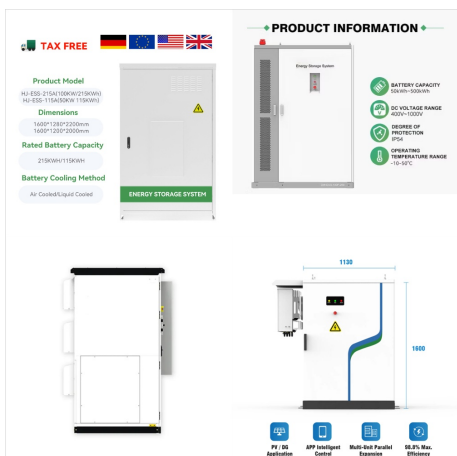 TAX FREE
Product Model
HJ-ESS-215A(100KW/215KWh)
HJ-ESS-115A(50KW 115KWh)
Dimensions
1600*1280*2200mm
1600*1200*2000mm
Rated Battery Capacity
215KWH/115KWH
Battery Cooling Method
Air Cooled/Liquid Cooled
ENERGY STORAGE SYSTEM
PRODUCT INFORMATION
Energy Storage System
BATTERY CAPACITY
50kWh~500kWh
DC VOLTAGE RANGE
400V~1000V
DEGREE OF
PROTECTION
IP54
OPERATING
TEMPERATURE RANGE
-10-50°C
1130
1600
PV / DG
Application
APP Intelligent
Control
Multi-Unit Parallel
Expansion
98.8% Max.
Efficiency